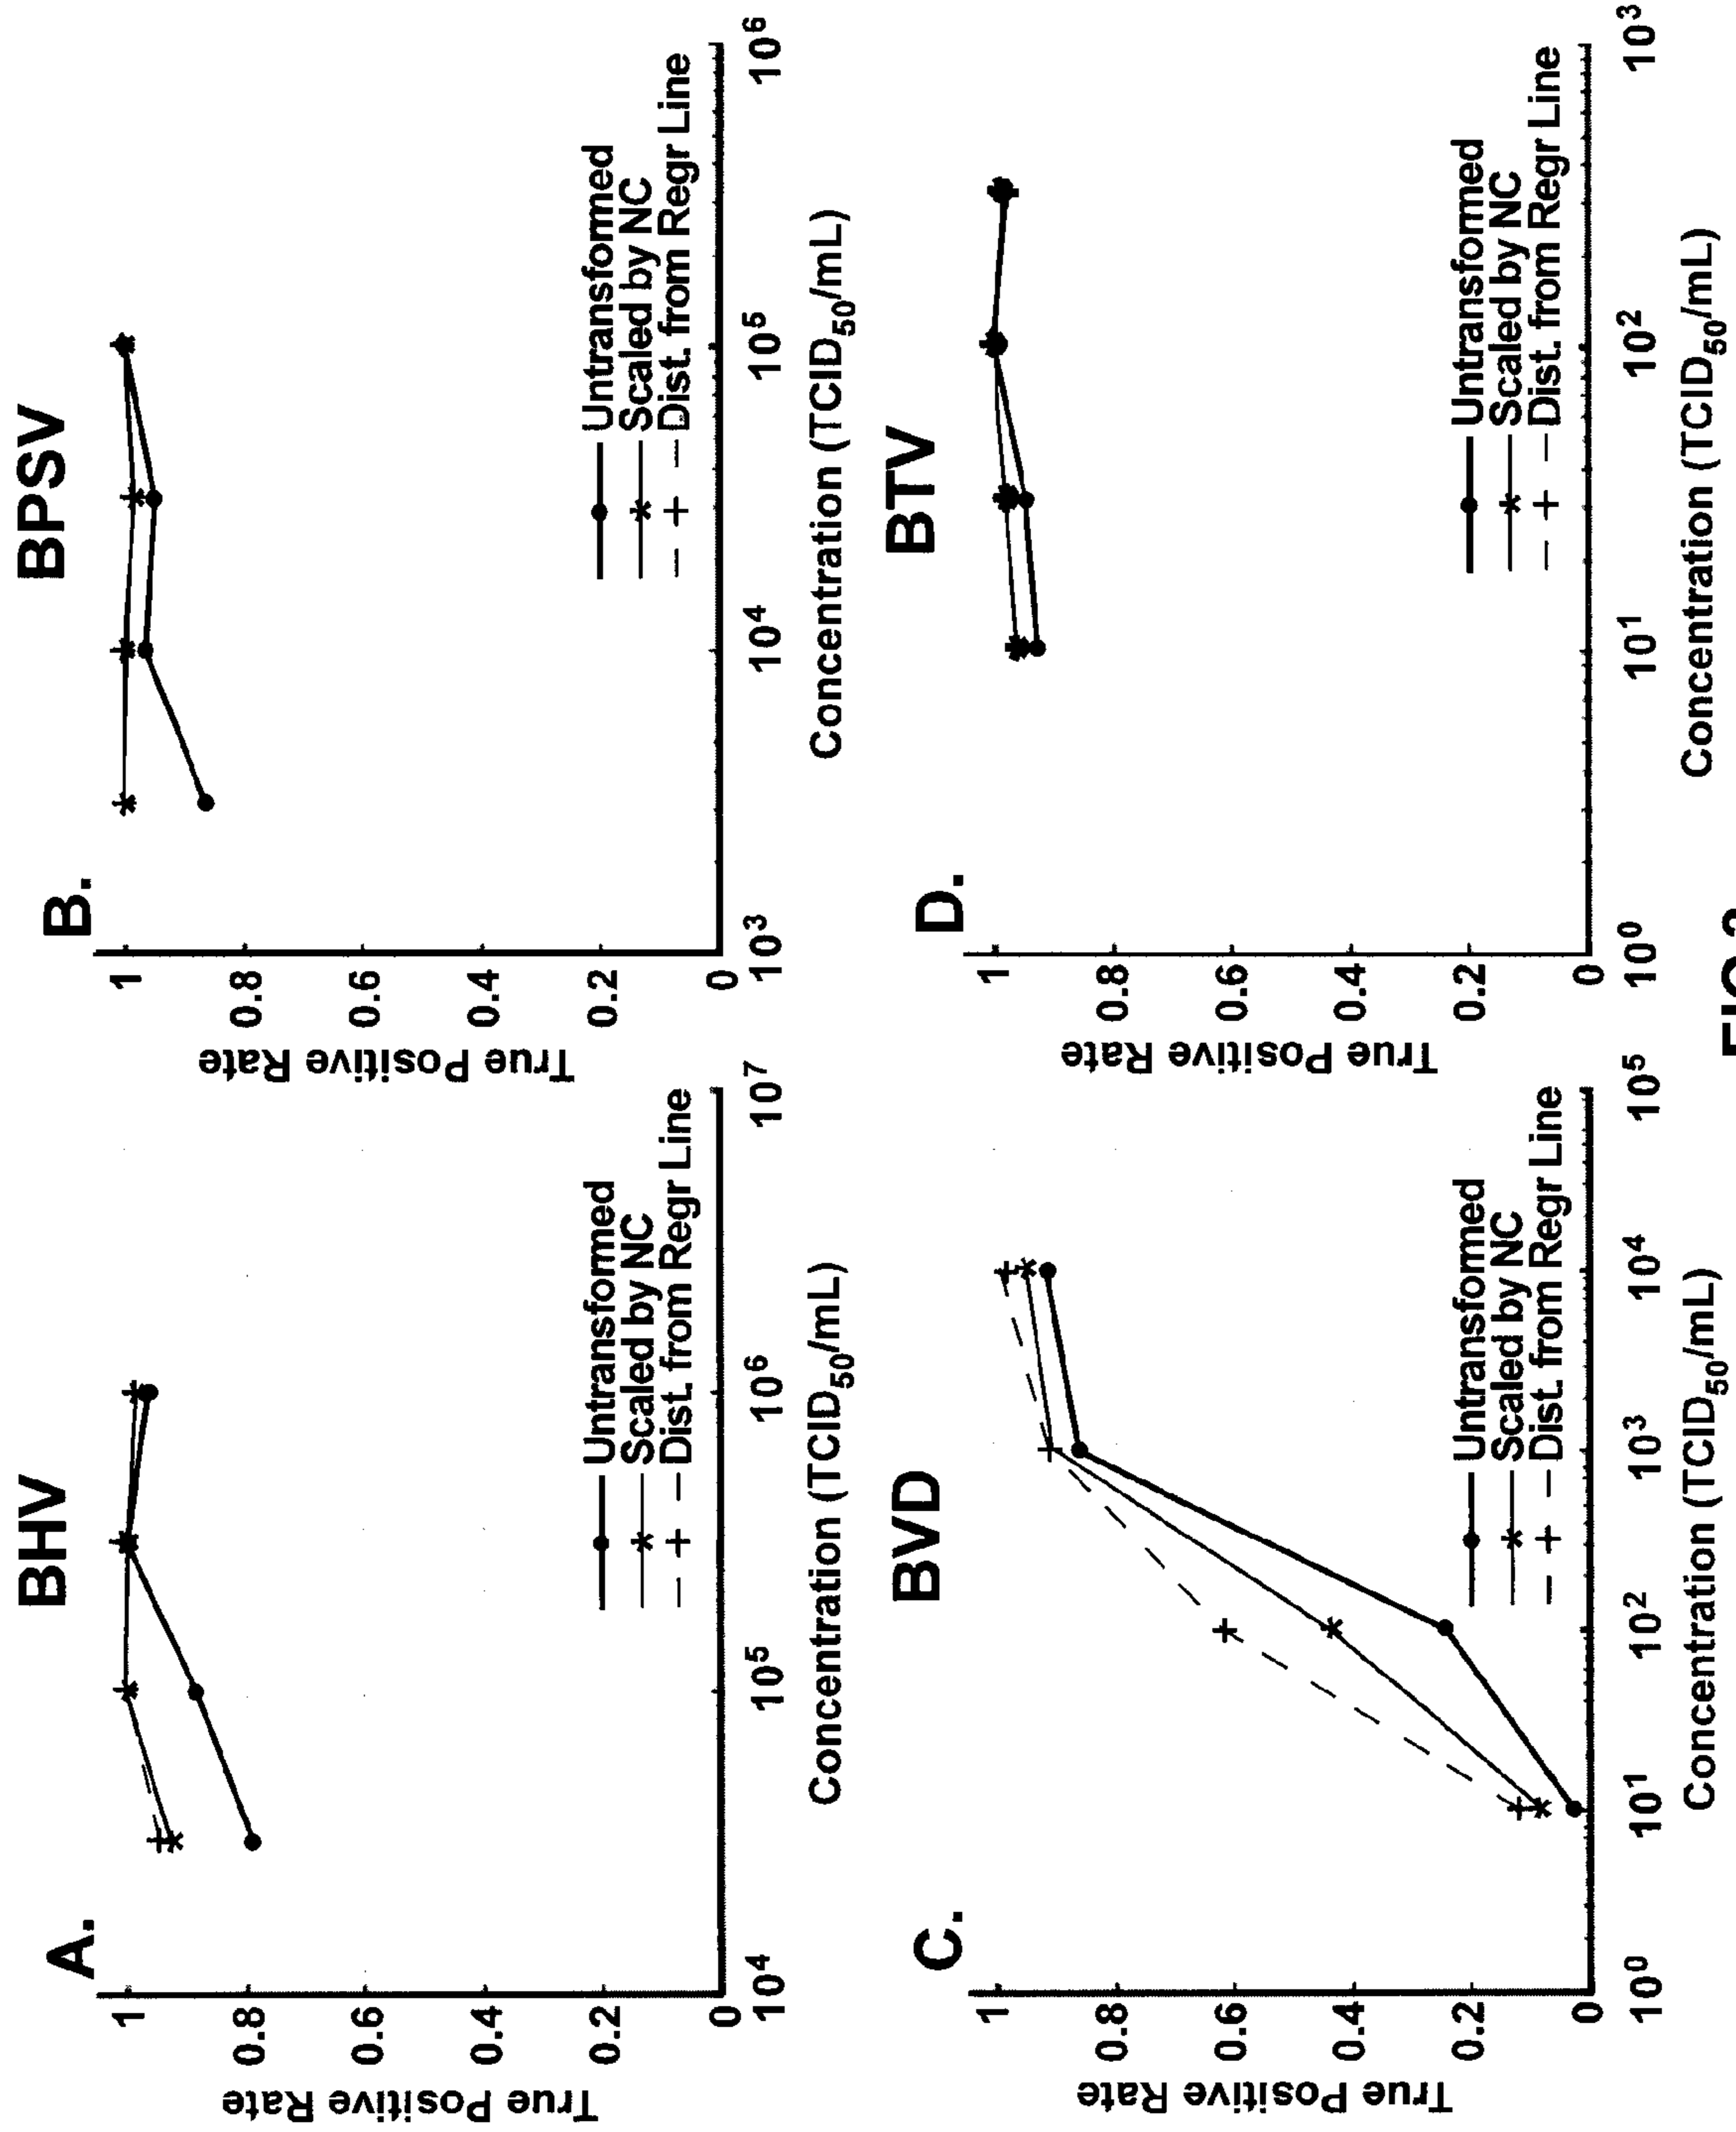 A.
BHV
True Positive Rate
1
0.8
0.6
0.4
0.2
0
Untransformed
Scaled by NC
Dist. from Regr Line
10⁴
10⁵
10⁶
10⁷
Concentration (TCID₅₀/mL)
B.
BPSV
True Positive Rate
1
0.8
0.6
0.4
0.2
0
Untransformed
Scaled by NC
Dist. from Regr Line
10³
10⁴
10⁵
10⁶
Concentration (TCID₅₀/mL)
C.
BVD
True Positive Rate
1
0.8
0.6
0.4
0.2
0
Untransformed
Scaled by NC
Dist. from Regr Line
10⁰
10¹
10²
10³
10⁴
10⁵
Concentration (TCID₅₀/mL)
D.
BTV
True Positive Rate
1
0.8
0.6
0.4
0.2
0
Untransformed
Scaled by NC
Dist. from Regr Line
10⁰
10¹
10²
10³
Concentration (TCID₅₀/mL)